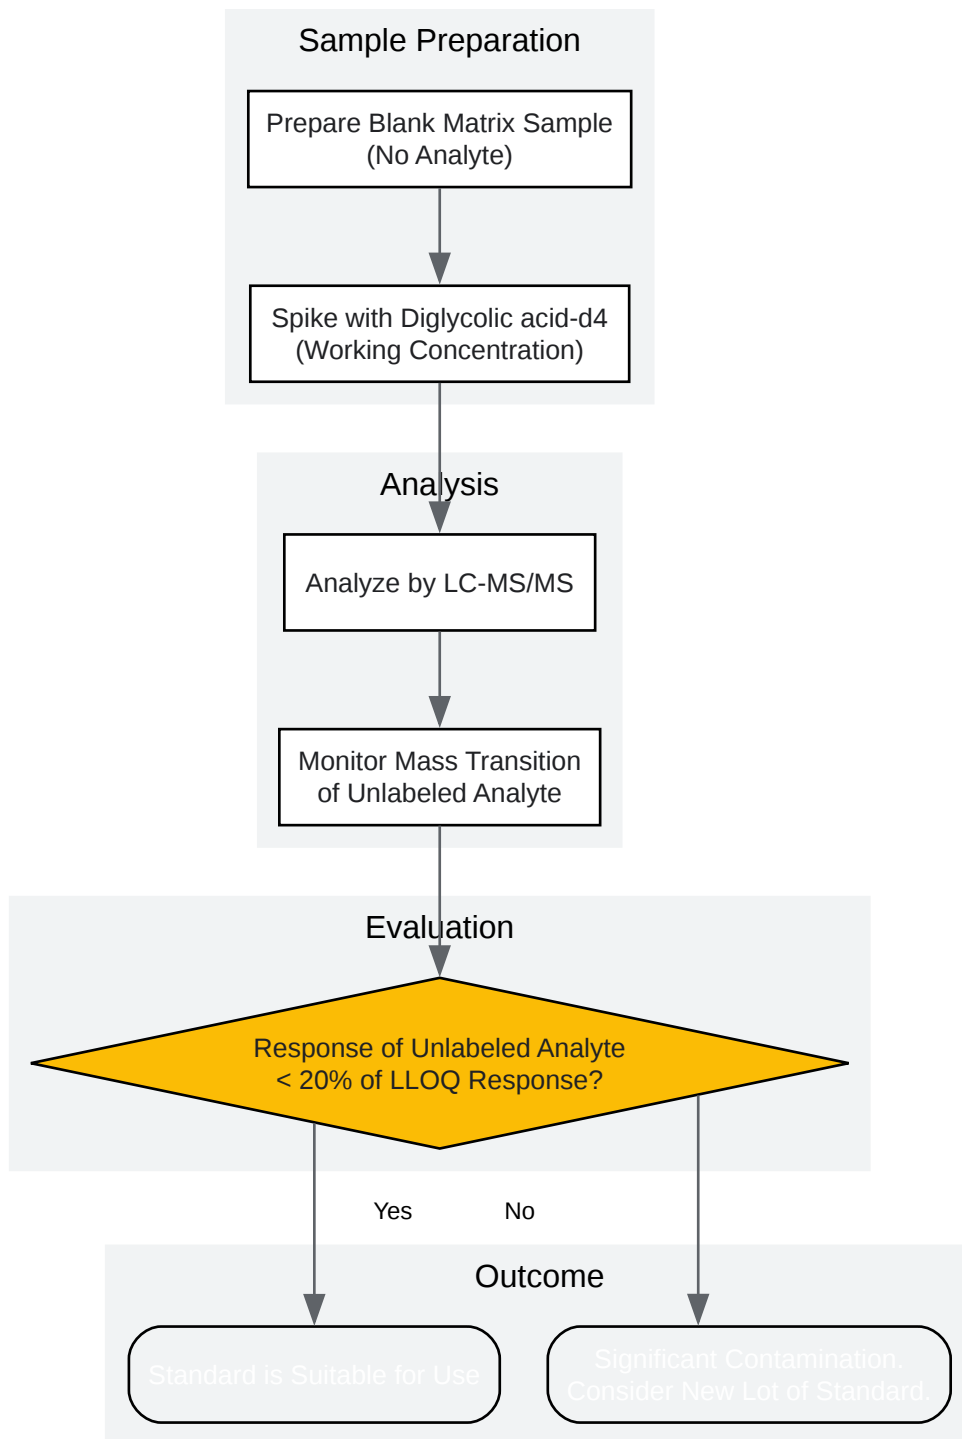 Sample Preparation
Prepare Blank Matrix Sample
(No Analyte)
Spike with Diglycolic acid-d4
(Working Concentration)
Analysis
Analyze by LC-MS/MS
Monitor Mass Transition
of Unlabeled Analyte
Evaluation
Response of Unlabeled Analyte
< 20% of LLOQ Response?
Yes
No
Outcome
Standard is Suitable for Use
Significant Contamination.
Consider New Lot of Standard.